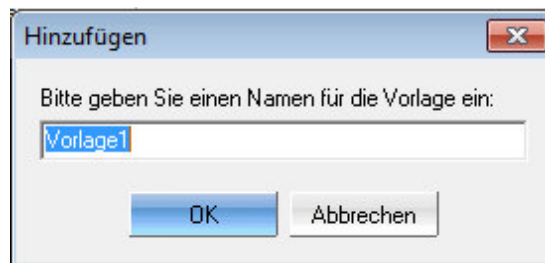 Hinzufügen
Bitte geben Sie einen Namen für die Vorlage ein:
Vorlage1
OK Abbrechen